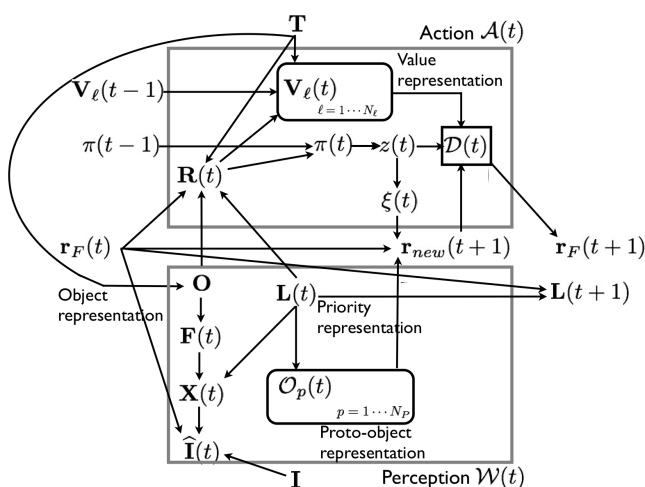 T
Action 𝒜(t)
Value
representation
V_ℓ(t−1)
V_ℓ(t)
ℓ=1⋯N_ℓ
π(t−1)
π(t)
z(t)
𝒟(t)
R(t)
ξ(t)
r_F(t)
r_new(t+1)
r_F(t+1)
Object
representation
O
L(t)
Priority
representation
L(t+1)
F(t)
X(t)
𝒪_p(t)
p=1⋯N_P
Proto-object
representation
Î(t)
I
Perception 𝒲(t)